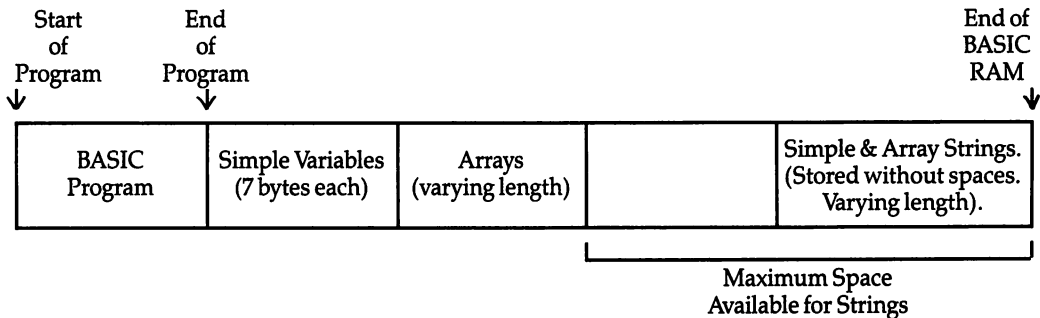 Start
of
Program
End
of
Program
End of
BASIC
RAM
BASIC
Program
Simple Variables
(7 bytes each)
Arrays
(varying length)
Simple & Array Strings.
(Stored without spaces.
Varying length).
Maximum Space
Available for Strings